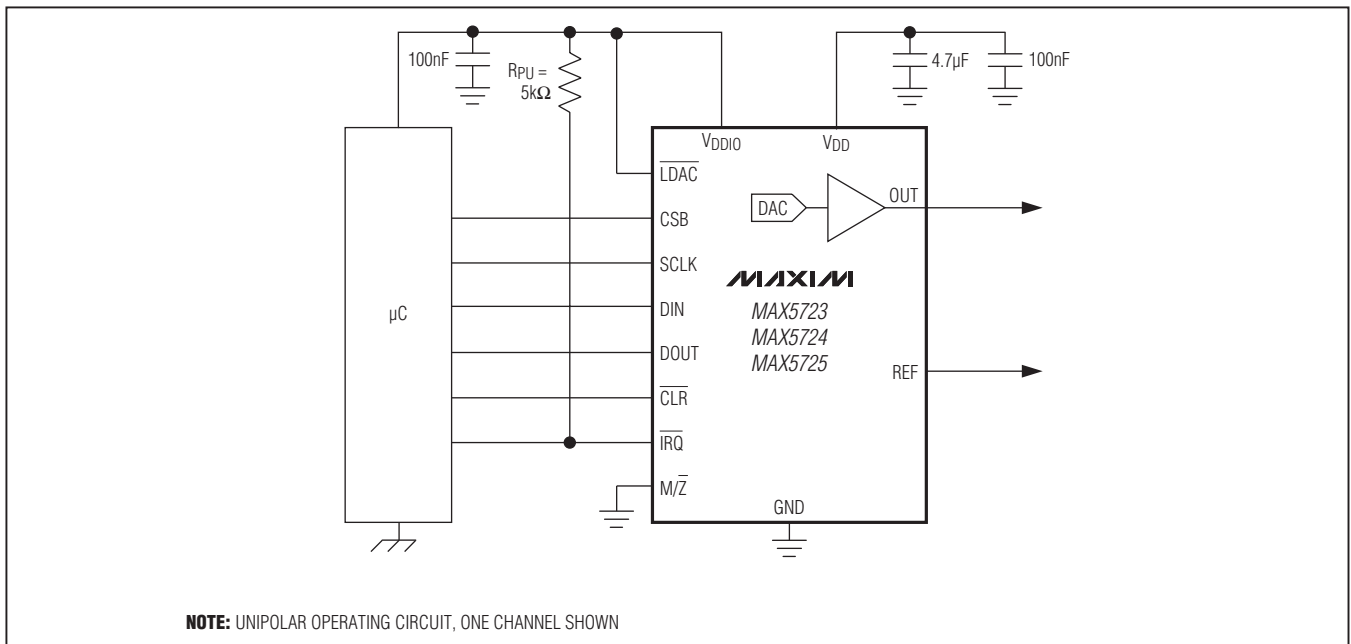 100nF
RPU =
5kΩ
4.7µF
100nF
VDDIO
VDD
LDAC
CSB
SCLK
DIN
DOUT
CLR
IRQ
M/Z
µC
DAC
OUT
MAXIM
MAX5723
MAX5724
MAX5725
REF
GND
NOTE: UNIPOLAR OPERATING CIRCUIT, ONE CHANNEL SHOWN